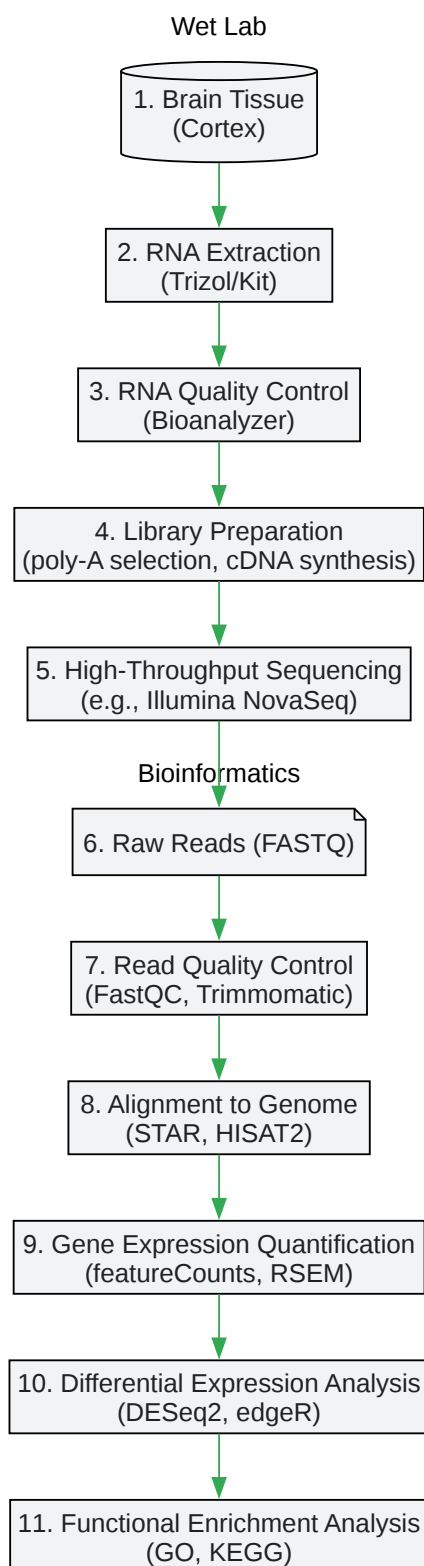 Wet Lab
1. Brain Tissue
(Cortex)
2. RNA Extraction
(Trizol/Kit)
3. RNA Quality Control
(Bioanalyzer)
4. Library Preparation
(poly-A selection, cDNA synthesis)
5. High-Throughput Sequencing
(e.g., Illumina NovaSeq)
Bioinformatics
6. Raw Reads (FASTQ)
7. Read Quality Control
(FastQC, Trimmomatic)
8. Alignment to Genome
(STAR, HISAT2)
9. Gene Expression Quantification
(featureCounts, RSEM)
10. Differential Expression Analysis
(DESeq2, edgeR)
11. Functional Enrichment Analysis
(GO, KEGG)